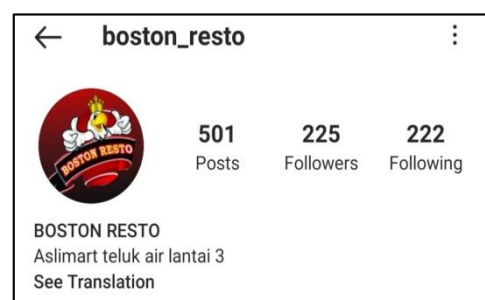 boston_resto
BOSTON RESTO
501 225 222
Posts Followers Following
BOSTON RESTO
Aslimart teluk air lantai 3
See Translation